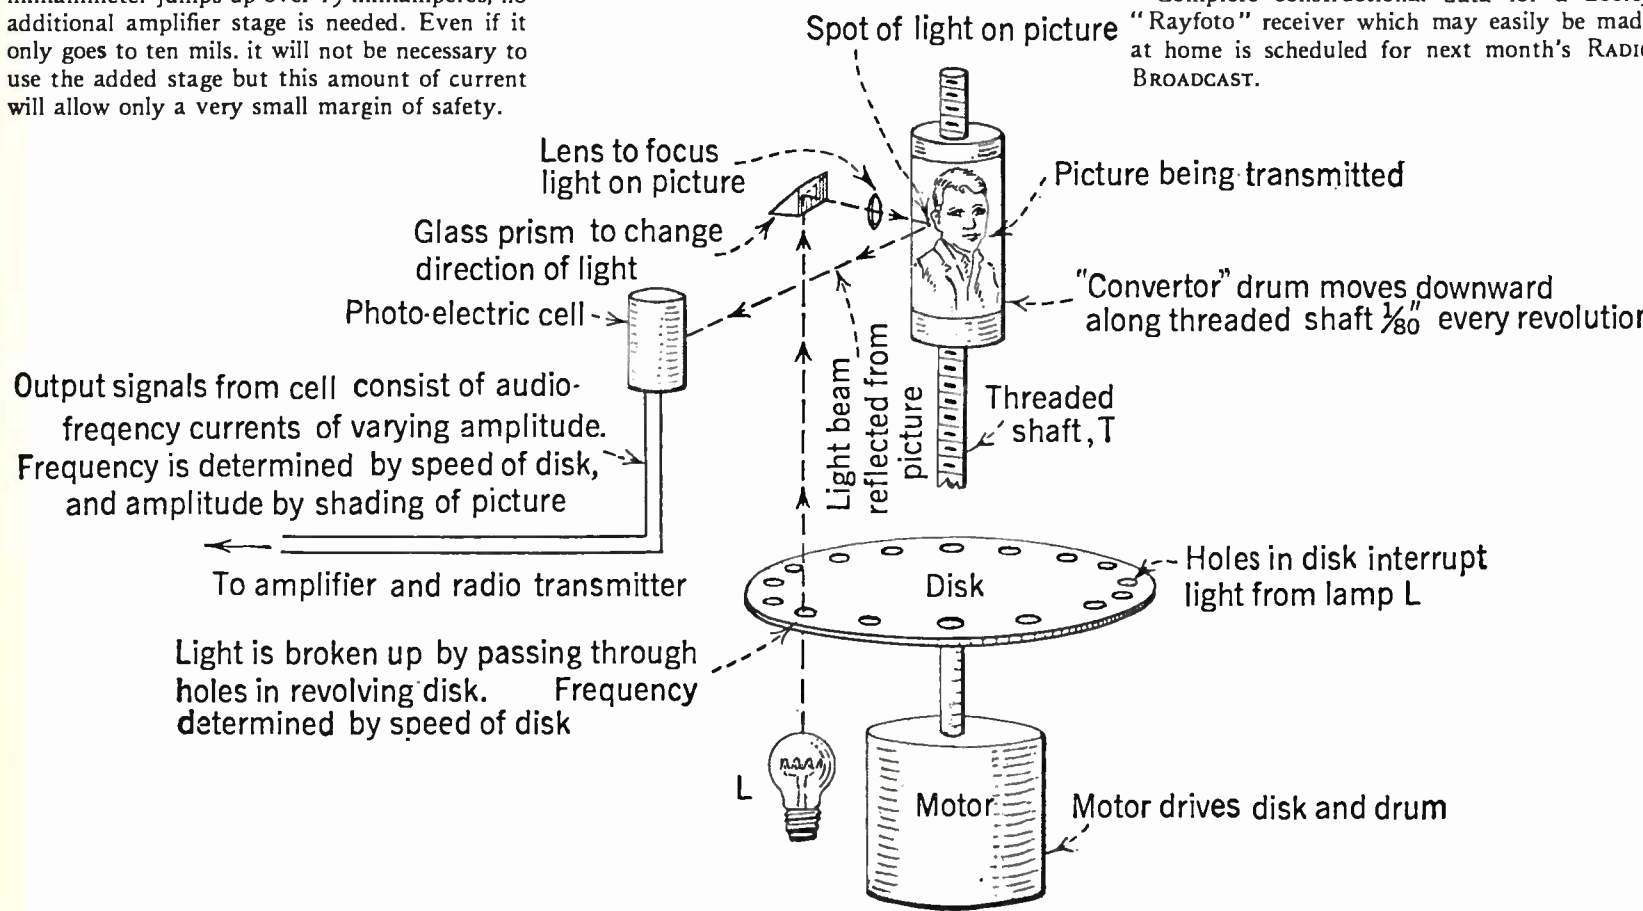 additional amplifier stage is needed. Even if it
only goes to ten mils. it will not be necessary to
use the added stage but this amount of current
will allow only a very small margin of safety.
"Rayfoto" receiver which may easily be mad
at home is scheduled for next month's RADIO
BROADCAST.
Spot of light on picture
Lens to focus
light on picture
Picture being transmitted
Glass prism to change
direction of light
"Convertor" drum moves downward
along threaded shaft 1/80" every revolution
Photo-electric cell
Light beam
reflected from
picture
Threaded
shaft, T
Output signals from cell consist of audio-
freqency currents of varying amplitude.
Frequency is determined by speed of disk,
and amplitude by shading of picture
To amplifier and radio transmitter
Disk
Holes in disk interrupt
light from lamp L
Light is broken up by passing through
holes in revolving disk. Frequency
determined by speed of disk
L
Motor
Motor drives disk and drum